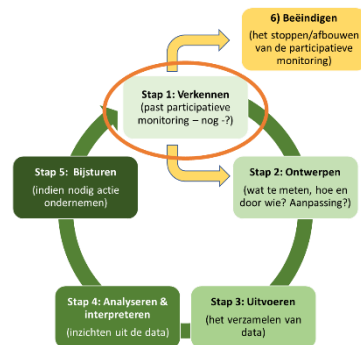 6) Beëindigen
(het stoppen/afbouwen
van de participatieve
monitoring)
Stap 1: Verkennen
(past participatieve
monitoring – nog -?)
Stap 5: Bijsturen
(indien nodig actie
ondernemen)
Stap 2: Ontwerpen
(wat te meten, hoe en
door wie? Aanpassing?)
Stap 4: Analyseren &
interpreteren
(inzichten uit de data)
Stap 3: Uitvoeren
(het verzamelen van
data)